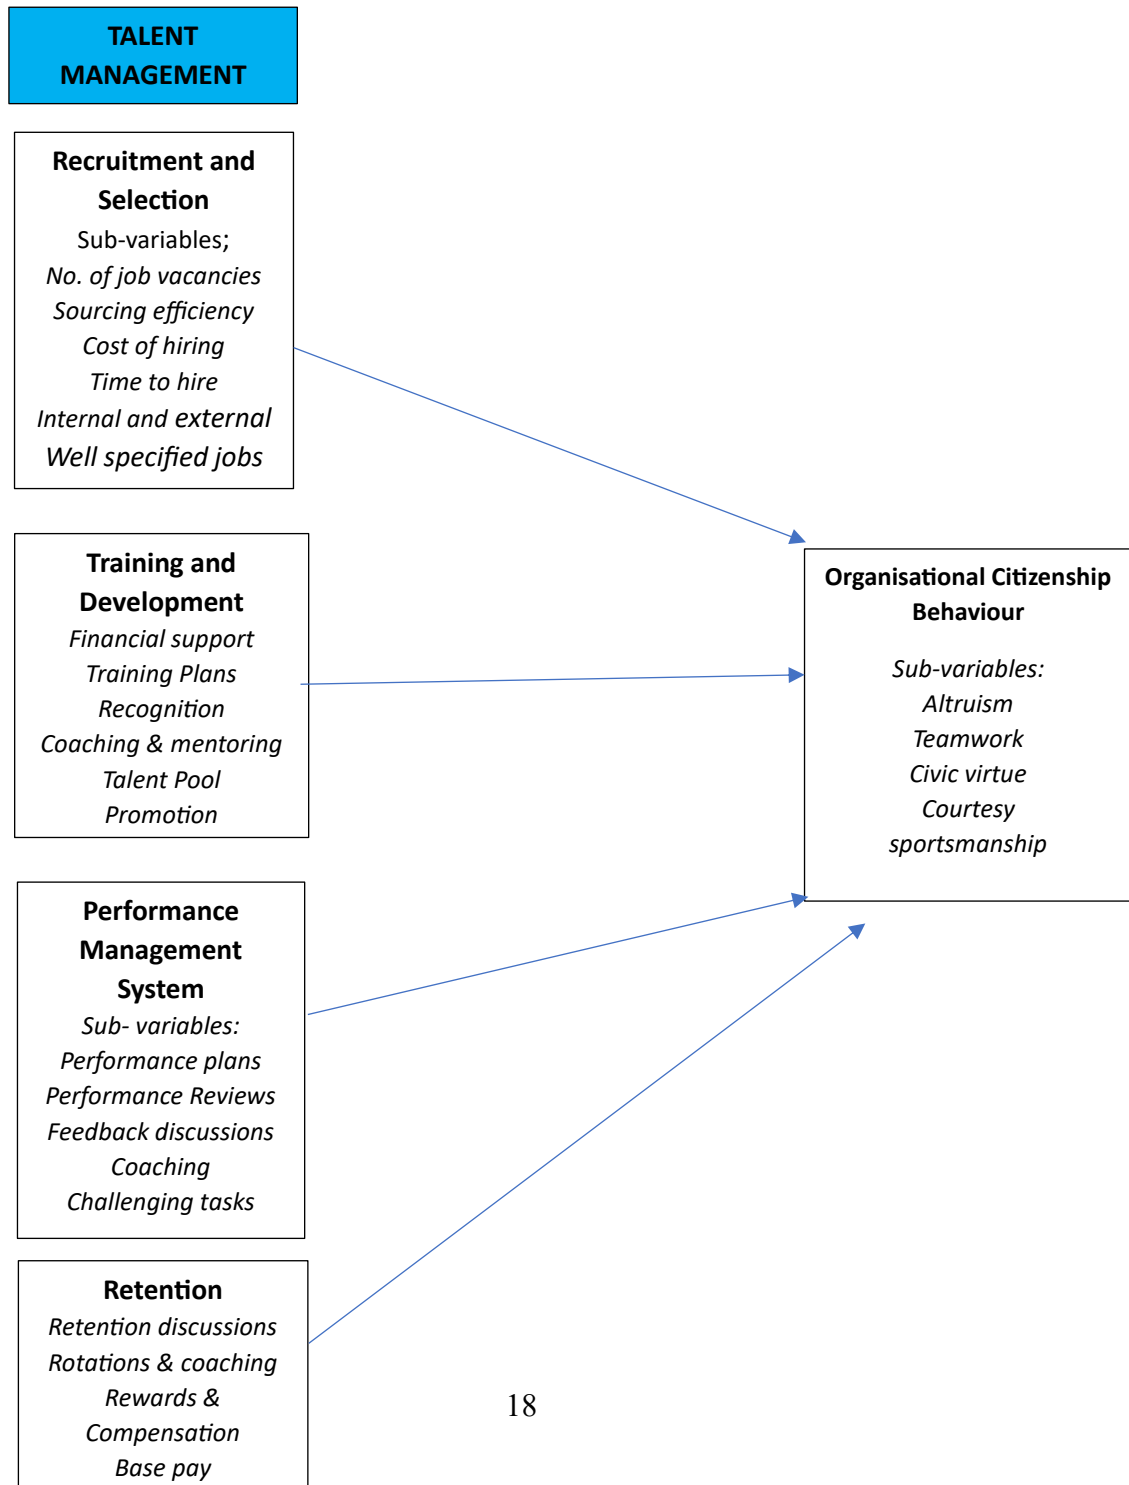 TALENT
MANAGEMENT
Recruitment and
Selection
Sub-variables;
No. of job vacancies
Sourcing efficiency
Cost of hiring
Time to hire
Internal and external
Well specified jobs
Training and
Development
Financial support
Training Plans
Recognition
Coaching & mentoring
Talent Pool
Promotion
Performance
Management
System
Sub- variables:
Performance plans
Performance Reviews
Feedback discussions
Coaching
Challenging tasks
Retention
Retention discussions
Rotations & coaching
Rewards &
Compensation
Base pay
Organisational Citizenship
Behaviour
Sub-variables:
Altruism
Teamwork
Civic virtue
Courtesy
sportsmanship
18